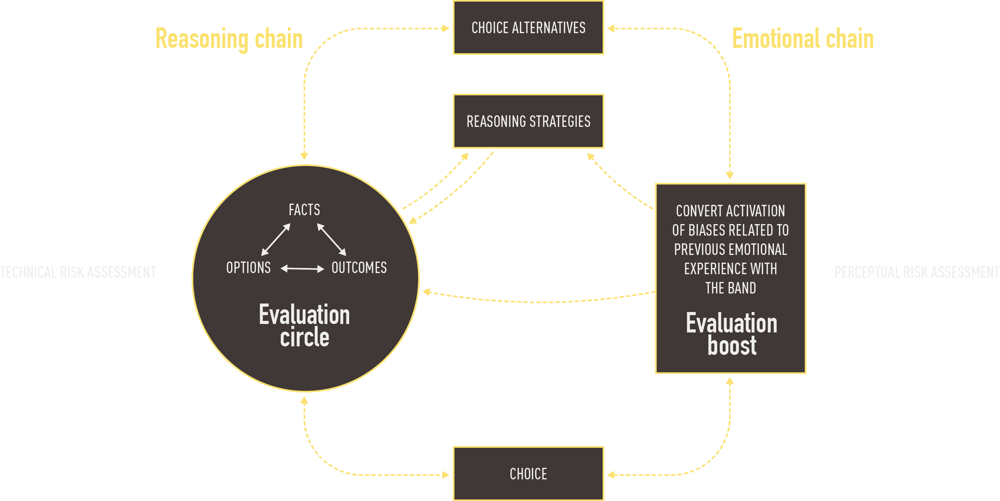 CHOICE ALTERNATIVES
Reasoning chain
Emotional chain
REASONING STRATEGIES
FACTS
OPTIONS
OUTCOMES
Evaluation
circle
CONVERT ACTIVATION
OF BIASES RELATED TO
PREVIOUS EMOTIONAL
EXPERIENCE WITH
THE BAND
Evaluation
boost
TECHNICAL RISK ASSESSMENT
PERCEPTUAL RISK ASSESSMENT
CHOICE